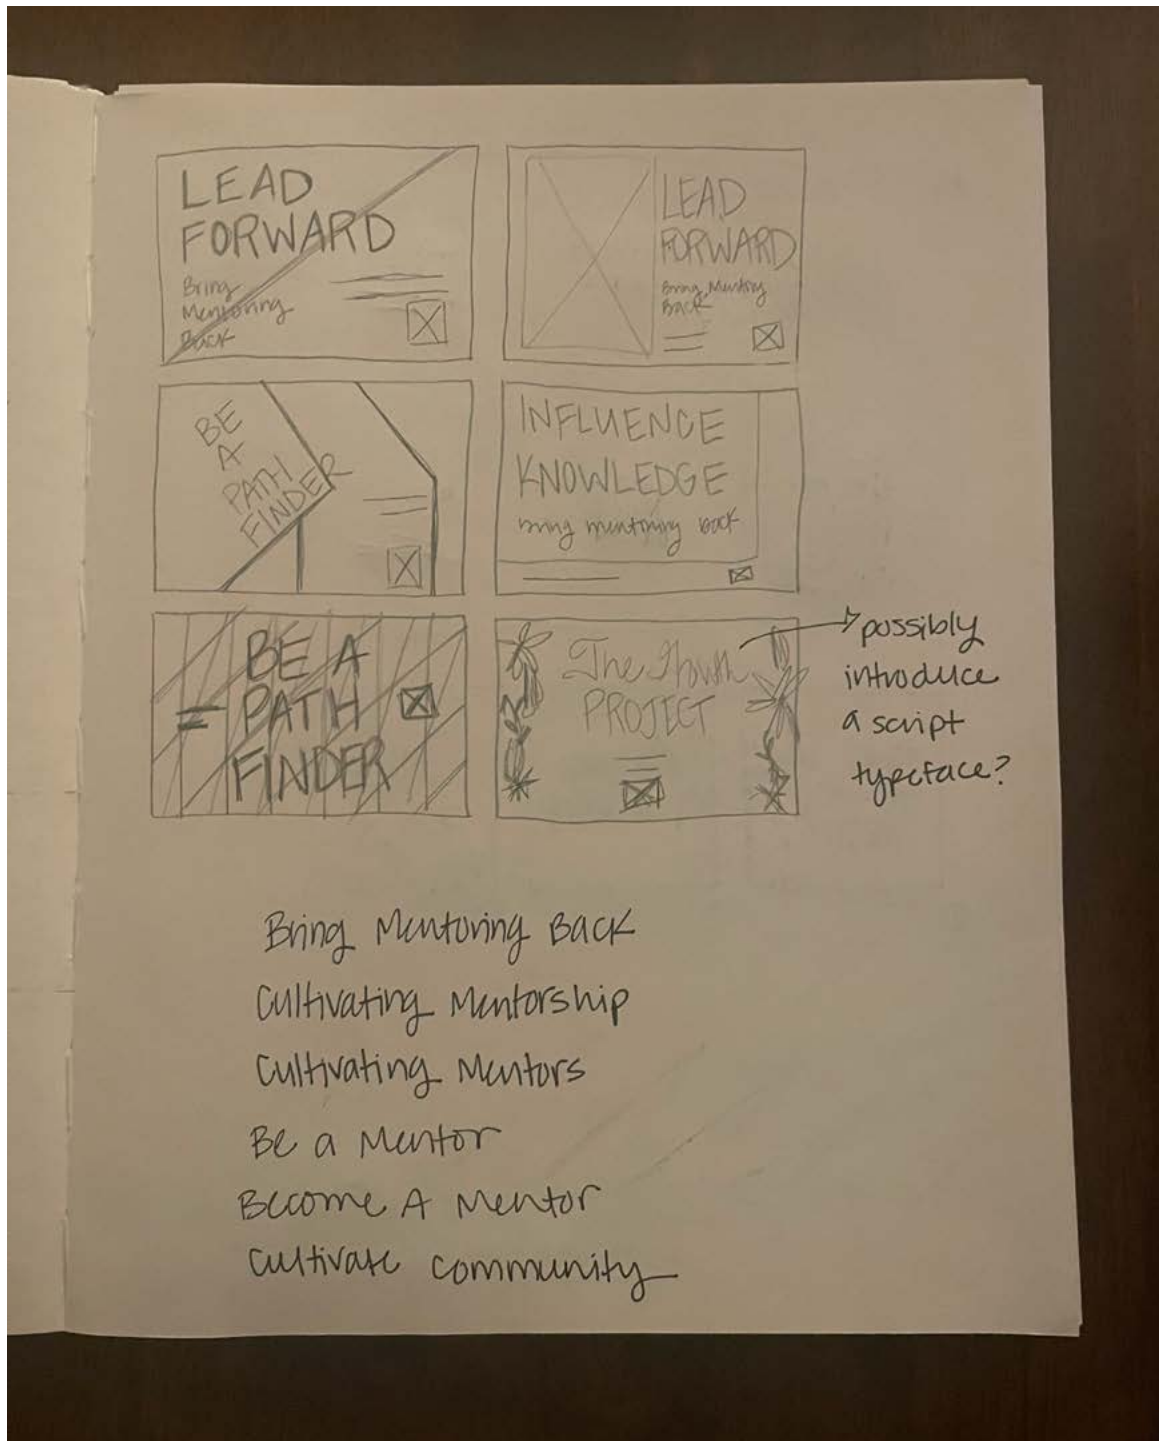 LEAD
FORWARD
Bring
Mentoring
Back
LEAD
FORWARD
Bring Mentoring
Back
BE
A
PATH
FINDER
INFLUENCE
KNOWLEDGE
bring mentoring back
BE A
PATH
FINDER
The Growth
PROJECT
possibly
introduce
a script
typeface?
Bring Mentoring Back
Cultivating Mentorship
Cultivating Mentors
Be a Mentor
Become A Mentor
Cultivate community